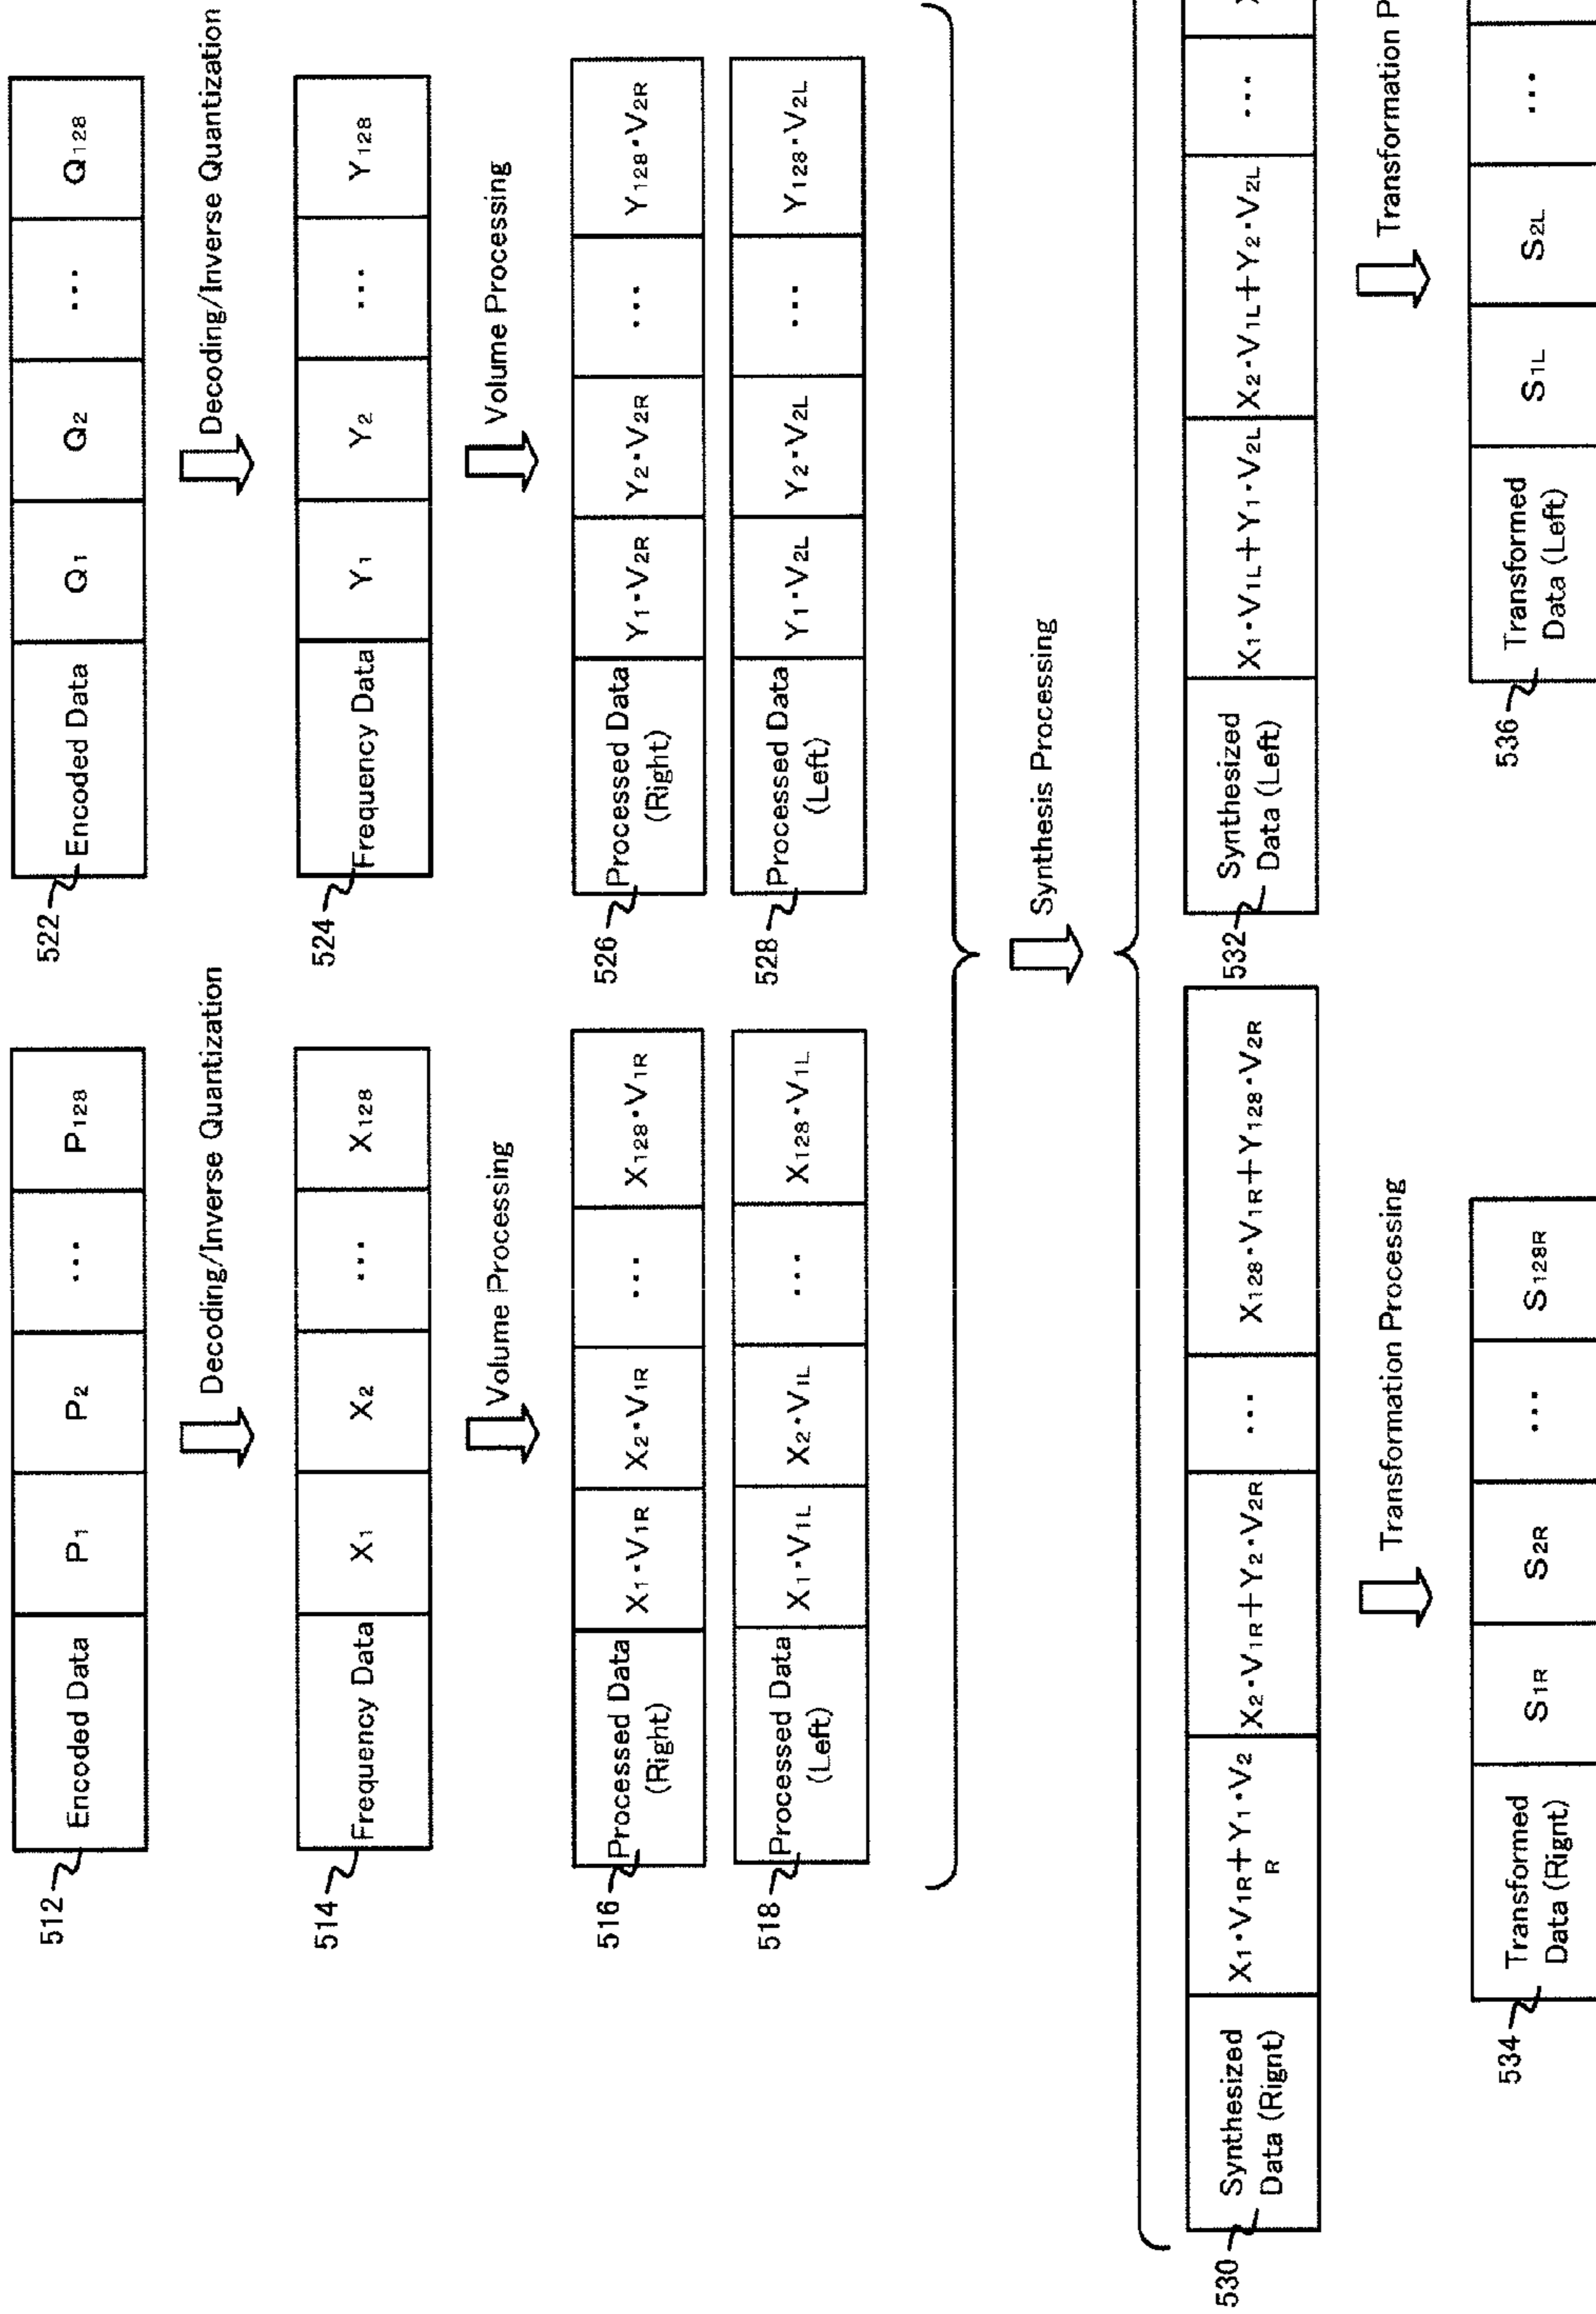 512 Encoded Data P1 P2 ... P128
522 Encoded Data Q1 Q2 ... Q128
Decoding/Inverse Quantization
Decoding/Inverse Quantization
514 Frequency Data X1 X2 ... X128
524 Frequency Data Y1 Y2 ... Y128
Volume Processing
Volume Processing
516 Processed Data X1・V1R X2・V1R ... X128・V1R
(Right)
526 Processed Data Y1・V2R Y2・V2R ... Y128・V2R
(Right)
518 Processed Data X1・V1L X2・V1L ... X128・V1L
(Left)
528 Processed Data Y1・V2L Y2・V2L ... Y128・V2L
(Left)
Synthesis Processing
530 Synthesized X1・V1R+Y1・V2 X2・V1R+Y2・V2R ... X128・V1R+Y128・V2R
Data (Rignt) R
532 Synthesized X1・V1L+Y1・V2L X2・V1L+Y2・V2L ...
Data (Left)
Transformation Processing
Transformation P
534 Transformed S1R S2R ... S128R
Data (Rignt)
536 Transformed S1L S2L ...
Data (Left)